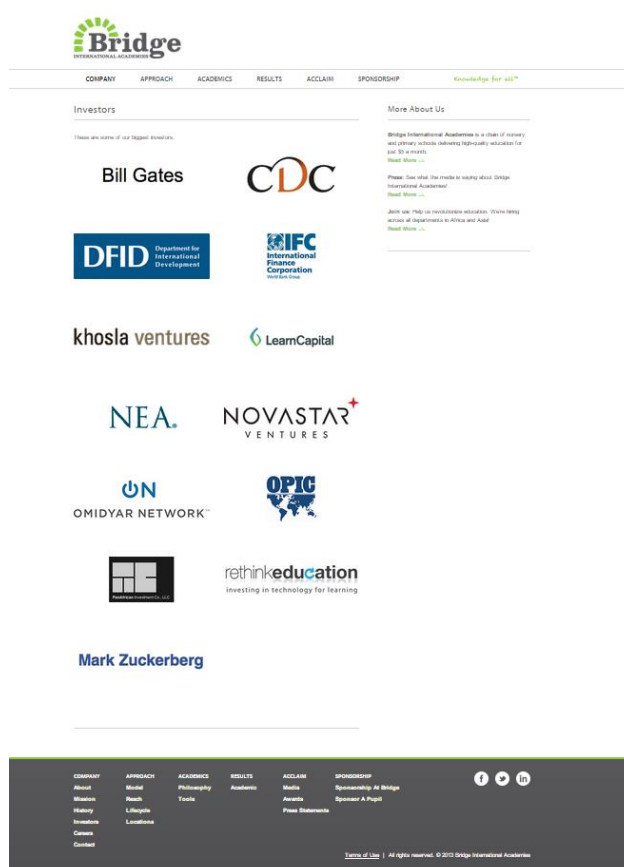 Bridge
INTERNATIONAL ACADEMIES
COMPANY APPROACH ACADEMICS RESULTS ACCLAIM SPONSORSHIP Knowledge for all™
Investors
These are some of our biggest investors
Bill Gates
CDC
DFID Department for
International
Development
IFC
International
Finance
Corporation
World Bank Group
khosla ventures
LearnCapital
NEA.
NOVASTAR
VENTURES
ON
OMIDYAR NETWORK™
OPIC
PanAfrican Investment Co., LLC
rethinkeducation
investing in technology for learning
Mark Zuckerberg
More About Us
Bridge International Academies is a chain of nursery
and primary schools delivering high-quality education for
just $5 a month.
Read More
Press: See what the media is saying about Bridge
International Academies!
Read More
Join us: Help us revolutionize education. We're hiring
across all departments in Africa and Asia!
Read More
COMPANY APPROACH ACADEMICS RESULTS ACCLAIM SPONSORSHIP
About Model Philosophy Academic Media Sponsorship At Bridge
Mission Reach Tools Awards Sponsor A Pupil
History Lifecycle Press Statements
Investors Locations
Careers
Contact
f in
Terms of Use | All rights reserved. © 2013 Bridge International Academies